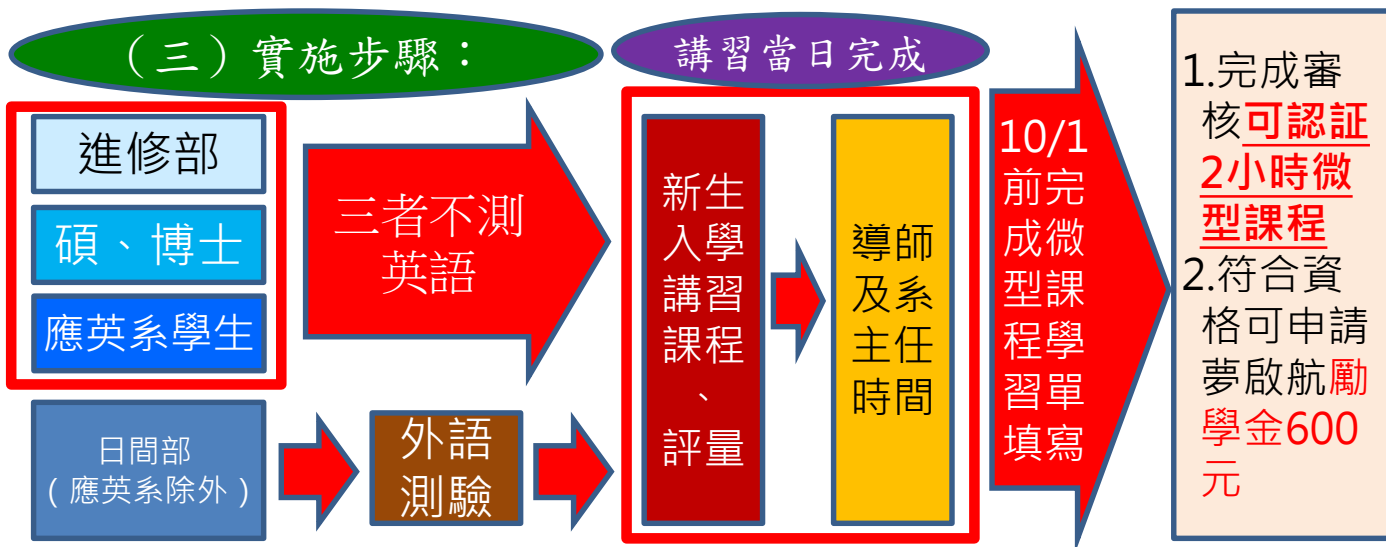 （三）實施步驟：
講習當日完成
進修部
碩、博士
應英系學生
三者不測
英語
日間部
（應英系除外）
外語
測驗
新生
入學
講習
課程
、
評量
導師
及系
主任
時間
10/1
前完
成微
型課
程學
習單
填寫
1.完成審
核可認証
2小時微
型課程
2.符合資
格可申請
夢啟航勵
學金600
元